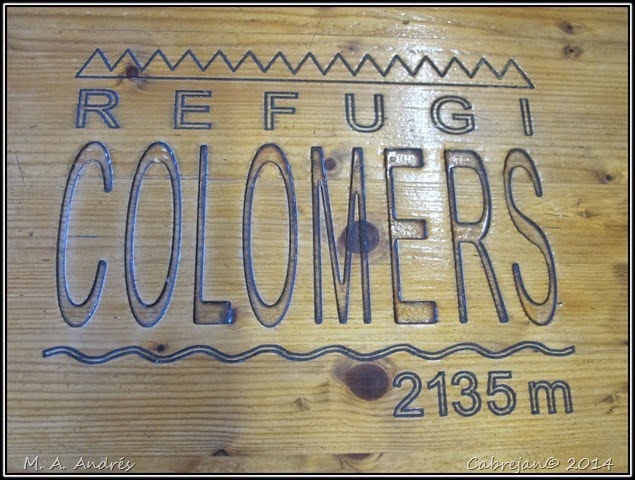 REFUGI
COLOMERS
2135 m
M. A. Andrés
Cabrejan© 2014